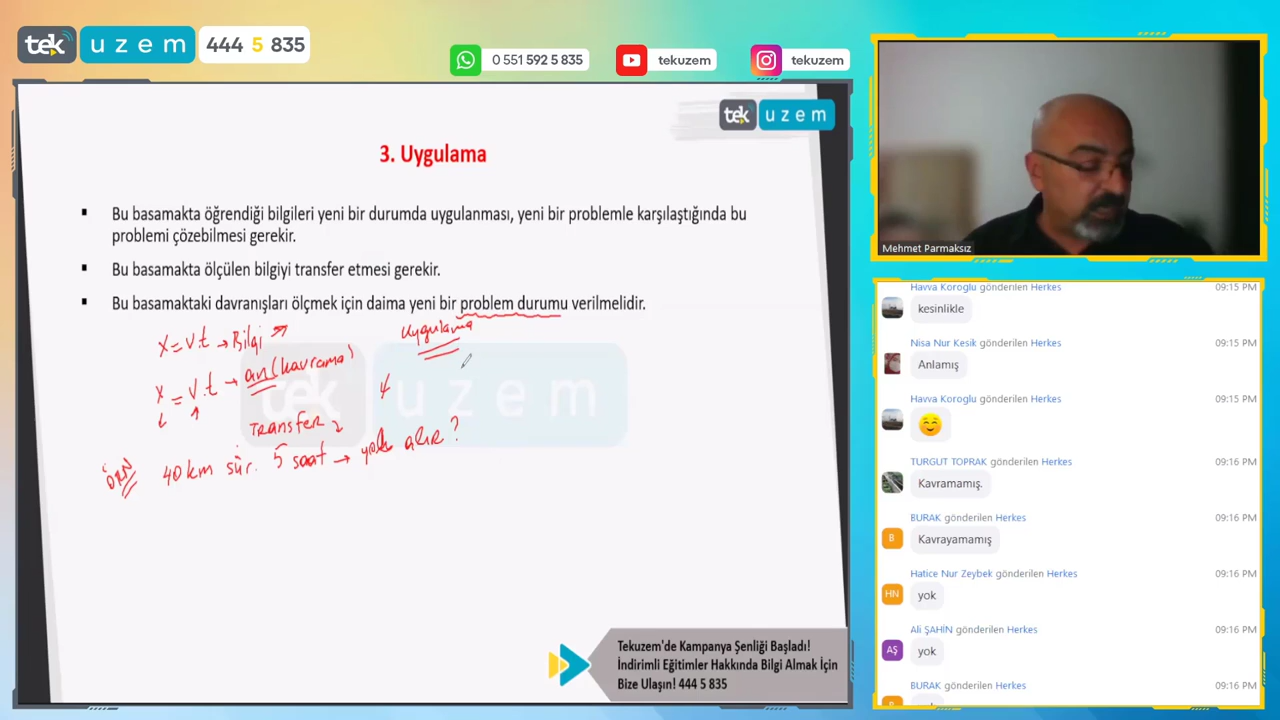 tek
uzem
444 5 835
0 551 592 5 835
tekuzem
tekuzem
tek uzem
3. Uygulama
Bu basamakta öğrendiği bilgileri yeni bir durumda uygulanması, yeni bir problemle karşılaştığında bu
problemi çözebilmesi gerekir.
Bu basamakta ölçülen bilgiyi transfer etmesi gerekir.
Bu basamaktaki davranışları ölçmek için daima yeni bir problem durumu verilmelidir.
x = v.t → Bilgi
Uygulama
x = v.t → an (kavrama)
tek uzem
TRANSFER
ÖRN 40 km sür. 5 saat → yol alır?
Tekuzem'de Kampanya Şenliği Başladı!
İndirimli Eğitimler Hakkında Bilgi Almak İçin
Bize Ulaşın! 444 5 835
Mehmet Parmaksız
Havva Koroglu gönderilen Herkes 09:15 PM
kesinlikle
Nisa Nur Kesik gönderilen Herkes 09:15 PM
Anlamış
Havva Koroglu gönderilen Herkes 09:15 PM
TURGUT TOPRAK gönderilen Herkes 09:16 PM
Kavramamış.
BURAK gönderilen Herkes 09:16 PM
B Kavrayamamış
Hatice Nur Zeybek gönderilen Herkes 09:16 PM
HN yok
Ali ŞAHİN gönderilen Herkes 09:16 PM
AŞ yok
BURAK gönderilen Herkes 09:16 PM